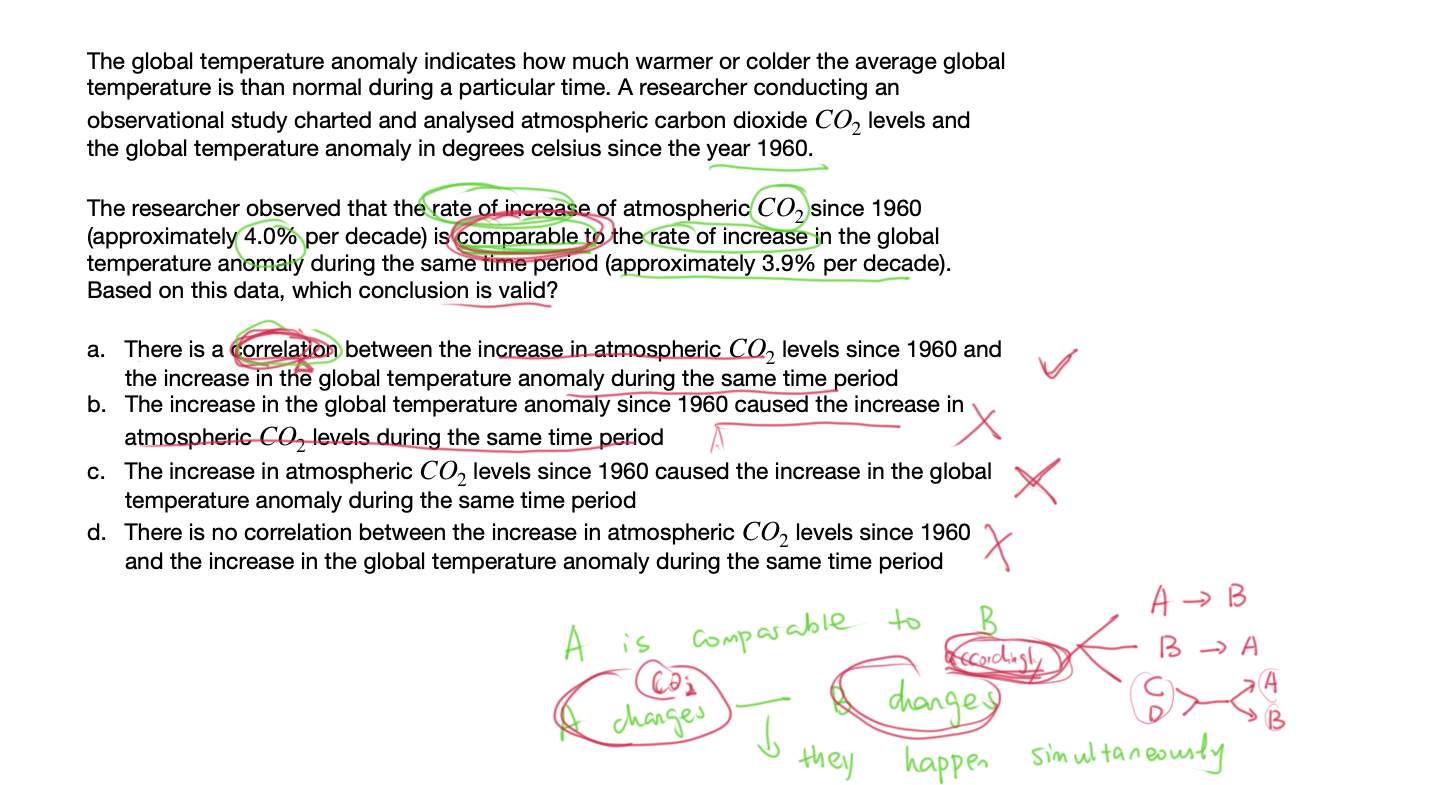 The global temperature anomaly indicates how much warmer or colder the average global
temperature is than normal during a particular time. A researcher conducting an
observational study charted and analysed atmospheric carbon dioxide CO₂ levels and
the global temperature anomaly in degrees celsius since the year 1960.
The researcher observed that the rate of increase of atmospheric CO₂ since 1960
(approximately 4.0% per decade) is comparable to the rate of increase in the global
temperature anomaly during the same time period (approximately 3.9% per decade).
Based on this data, which conclusion is valid?
a. There is a correlation between the increase in atmospheric CO₂ levels since 1960 and
the increase in the global temperature anomaly during the same time period
b. The increase in the global temperature anomaly since 1960 caused the increase in
atmospheric CO₂ levels during the same time period
c. The increase in atmospheric CO₂ levels since 1960 caused the increase in the global
temperature anomaly during the same time period
d. There is no correlation between the increase in atmospheric CO₂ levels since 1960
and the increase in the global temperature anomaly during the same time period
A → B
A is comparable to B
accordingly
B → A
CO₂
C
D
A
B
A changes — B changes
they happen simultaneously